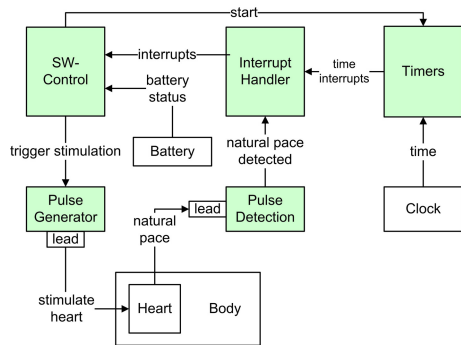 start
SW-
Control
interrupts
battery
status
Interrupt
Handler
time
interrupts
Timers
trigger stimulation
Battery
natural pace
detected
time
Pulse
Generator
lead
natural
pace
lead
Pulse
Detection
Clock
stimulate
heart
Heart
Body